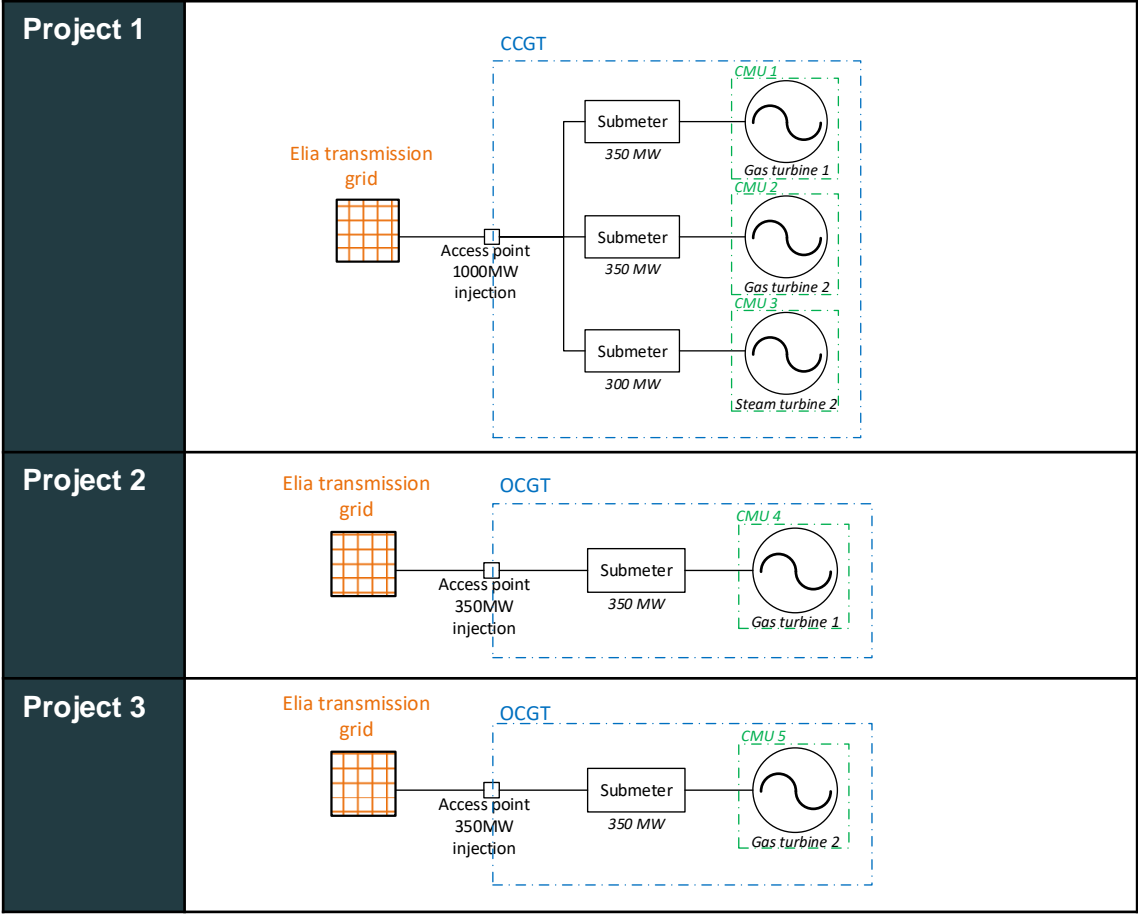 Project 1
CCGT
CMU 1
Submeter
350 MW
Gas turbine 1
Elia transmission
grid
CMU 2
Submeter
350 MW
Gas turbine 2
Access point
1000MW
injection
CMU 3
Submeter
300 MW
Steam turbine 2
Project 2
Elia transmission
grid
OCGT
CMU 4
Submeter
350 MW
Gas turbine 1
Access point
350MW
injection
Project 3
Elia transmission
grid
OCGT
CMU 5
Submeter
350 MW
Gas turbine 2
Access point
350MW
injection